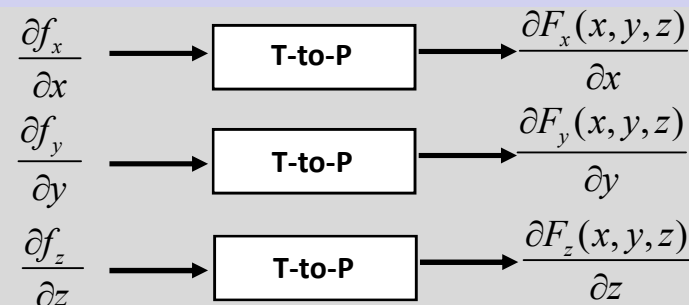 ∂f_x/∂x T-to-P ∂F_x(x, y, z)/∂x
∂f_y/∂y T-to-P ∂F_y(x, y, z)/∂y
∂f_z/∂z T-to-P ∂F_z(x, y, z)/∂z